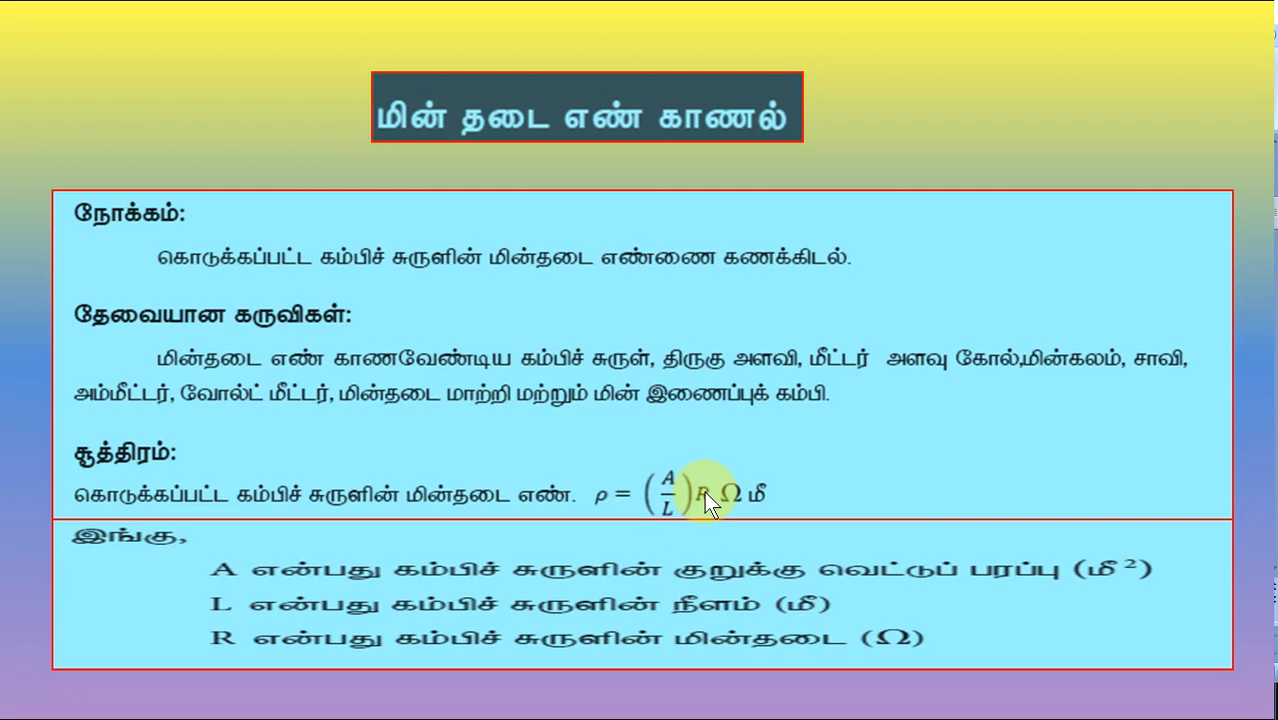 மின் தடை எண் காணல்
நோக்கம்:
கொடுக்கப்பட்ட கம்பிச் சுருளின் மின்தடை எண்ணை கணக்கிடல்.
தேவையான கருவிகள்:
மின்தடை எண் காணவேண்டிய கம்பிச் சுருள், திருகு அளவி, மீட்டர் அளவு கோல்,மின்கலம், சாவி,
அம்மீட்டர், வோல்ட் மீட்டர், மின்தடை மாற்றி மற்றும் மின் இணைப்புக் கம்பி.
சூத்திரம்:
கொடுக்கப்பட்ட கம்பிச் சுருளின் மின்தடை எண். ρ = (A/L)R Ω மீ
இங்கு,
A என்பது கம்பிச் சுருளின் குறுக்கு வெட்டுப் பரப்பு (மீ²)
L என்பது கம்பிச் சுருளின் நீளம் (மீ)
R என்பது கம்பிச் சுருளின் மின்தடை (Ω)